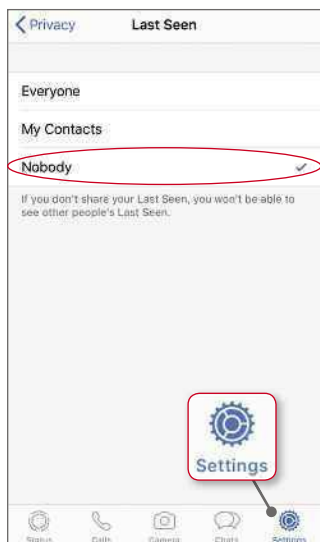 Privacy Last Seen
Everyone
My Contacts
Nobody
If you don't share your Last Seen, you won't be able to
see other people's Last Seen.
Settings
Status Calls Camera Chats Settings